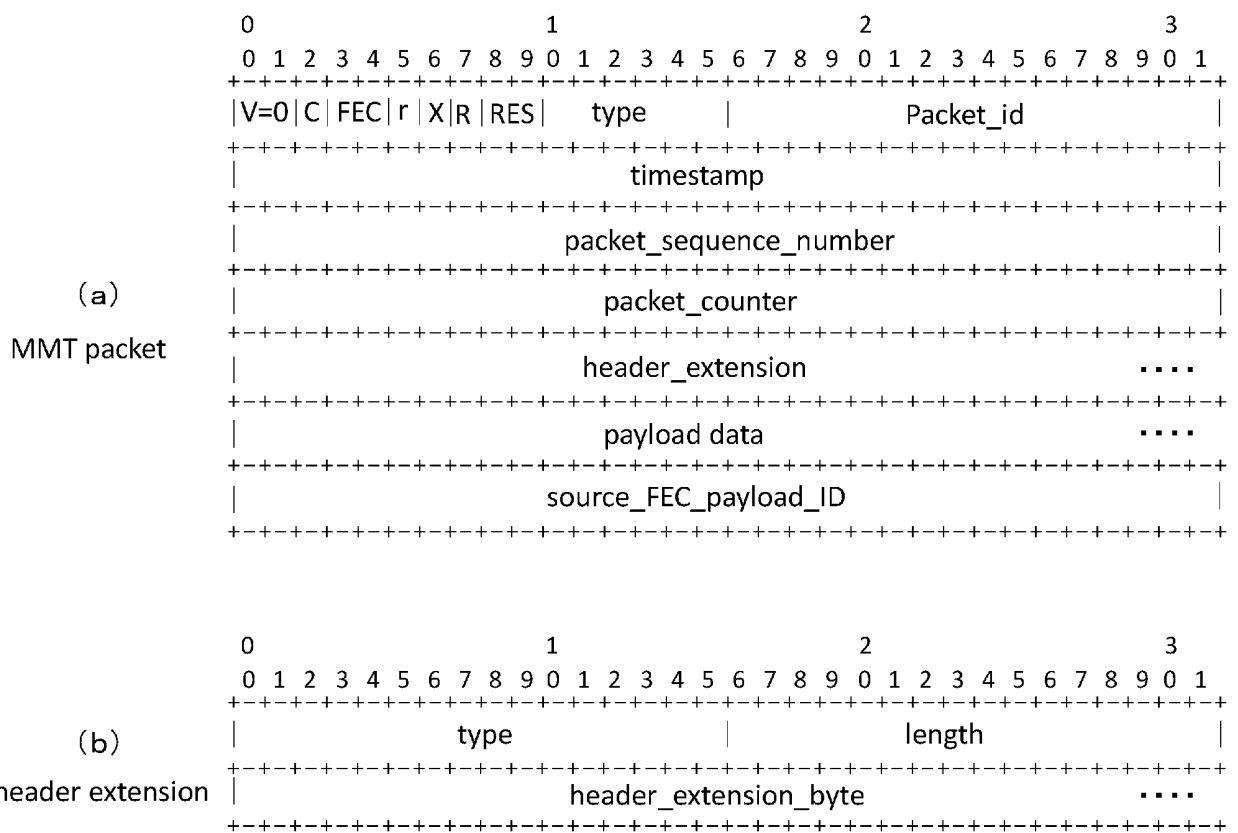 0 1 2 3
0 1 2 3 4 5 6 7 8 9 0 1 2 3 4 5 6 7 8 9 0 1 2 3 4 5 6 7 8 9 0 1
+-+-+-+-+-+-+-+-+-+-+-+-+-+-+-+-+-+-+-+-+-+-+-+-+-+-+-+-+-+-+-+-+
|V=0|C|FEC|r|X|R|RES| type | Packet_id |
+-+-+-+-+-+-+-+-+-+-+-+-+-+-+-+-+-+-+-+-+-+-+-+-+-+-+-+-+-+-+-+-+
| timestamp |
+-+-+-+-+-+-+-+-+-+-+-+-+-+-+-+-+-+-+-+-+-+-+-+-+-+-+-+-+-+-+-+-+
| packet_sequence_number |
+-+-+-+-+-+-+-+-+-+-+-+-+-+-+-+-+-+-+-+-+-+-+-+-+-+-+-+-+-+-+-+-+
(a)
| packet_counter |
+-+-+-+-+-+-+-+-+-+-+-+-+-+-+-+-+-+-+-+-+-+-+-+-+-+-+-+-+-+-+-+-+
MMT packet
| header_extension ····
+-+-+-+-+-+-+-+-+-+-+-+-+-+-+-+-+-+-+-+-+-+-+-+-+-+-+-+-+-+-+-+-+
| payload data ····
+-+-+-+-+-+-+-+-+-+-+-+-+-+-+-+-+-+-+-+-+-+-+-+-+-+-+-+-+-+-+-+-+
| source_FEC_payload_ID |
+-+-+-+-+-+-+-+-+-+-+-+-+-+-+-+-+-+-+-+-+-+-+-+-+-+-+-+-+-+-+-+-+
0 1 2 3
0 1 2 3 4 5 6 7 8 9 0 1 2 3 4 5 6 7 8 9 0 1 2 3 4 5 6 7 8 9 0 1
+-+-+-+-+-+-+-+-+-+-+-+-+-+-+-+-+-+-+-+-+-+-+-+-+-+-+-+-+-+-+-+-+
(b)
| type | length |
+-+-+-+-+-+-+-+-+-+-+-+-+-+-+-+-+-+-+-+-+-+-+-+-+-+-+-+-+-+-+-+-+
header extension
| header_extension_byte ····
+-+-+-+-+-+-+-+-+-+-+-+-+-+-+-+-+-+-+-+-+-+-+-+-+-+-+-+-+-+-+-+-+